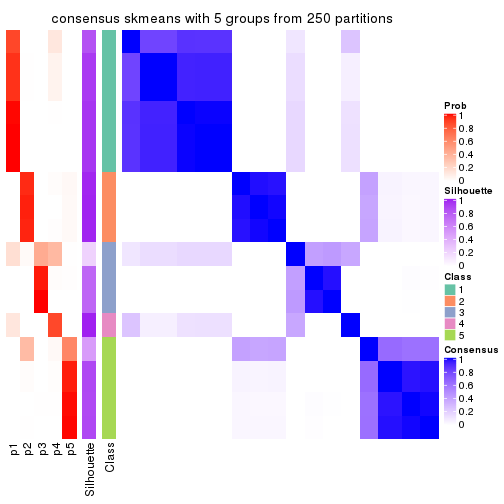 consensus skmeans with 5 groups from 250 partitions
Prob
1
0.8
0.6
0.4
0.2
0
Silhouette
1
0.8
0.6
0.4
0.2
0
Class
1
2
3
4
5
Consensus
1
0.8
0.6
0.4
0.2
0
p1
p2
p3
p4
p5
Silhouette
Class